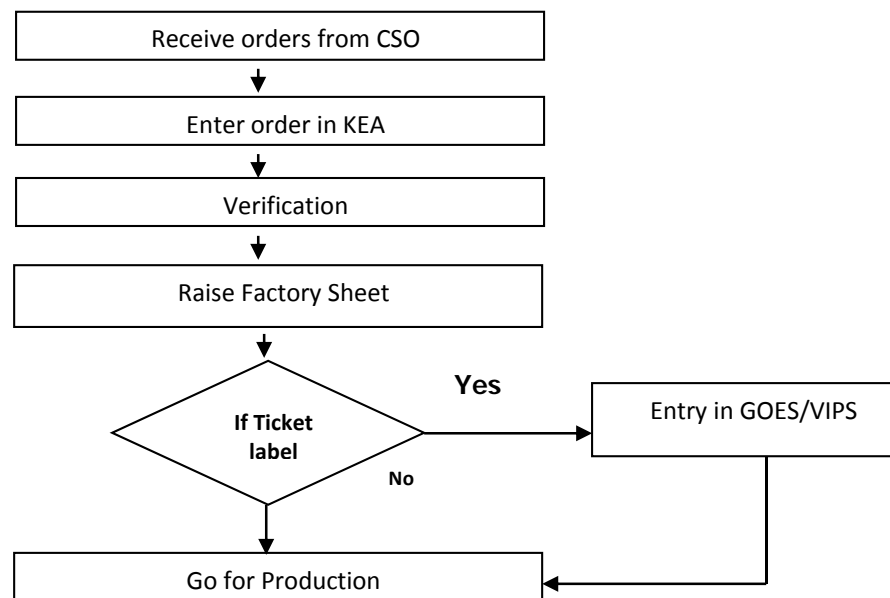 Receive orders from CSO
Enter order in KEA
Verification
Raise Factory Sheet
If Ticket
label
Yes
Entry in GOES/VIPS
No
Go for Production